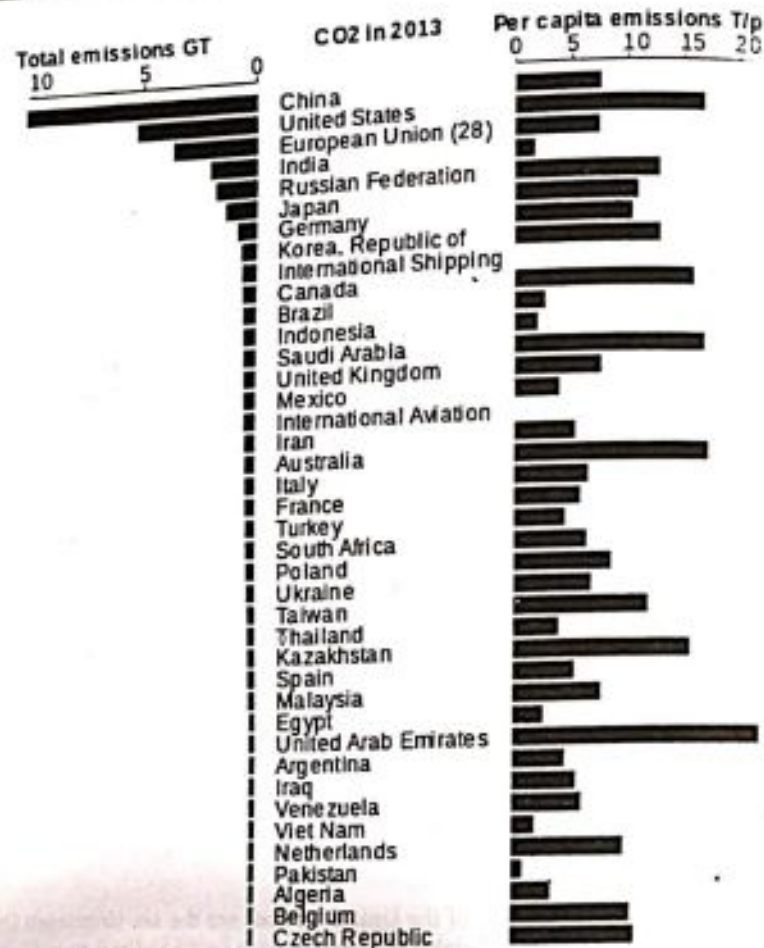 CO2 in 2013
Total emissions GT
10 5 0
Per capita emissions T/p
0 5 10 15 20
China
United States
European Union (28)
India
Russian Federation
Japan
Germany
Korea, Republic of
International Shipping
Canada
Brazil
Indonesia
Saudi Arabia
United Kingdom
Mexico
International Aviation
Iran
Australia
Italy
France
Turkey
South Africa
Poland
Ukraine
Taiwan
Thailand
Kazakhstan
Spain
Malaysia
Egypt
United Arab Emirates
Argentina
Iraq
Venezuela
Viet Nam
Netherlands
Pakistan
Algeria
Belgium
Czech Republic